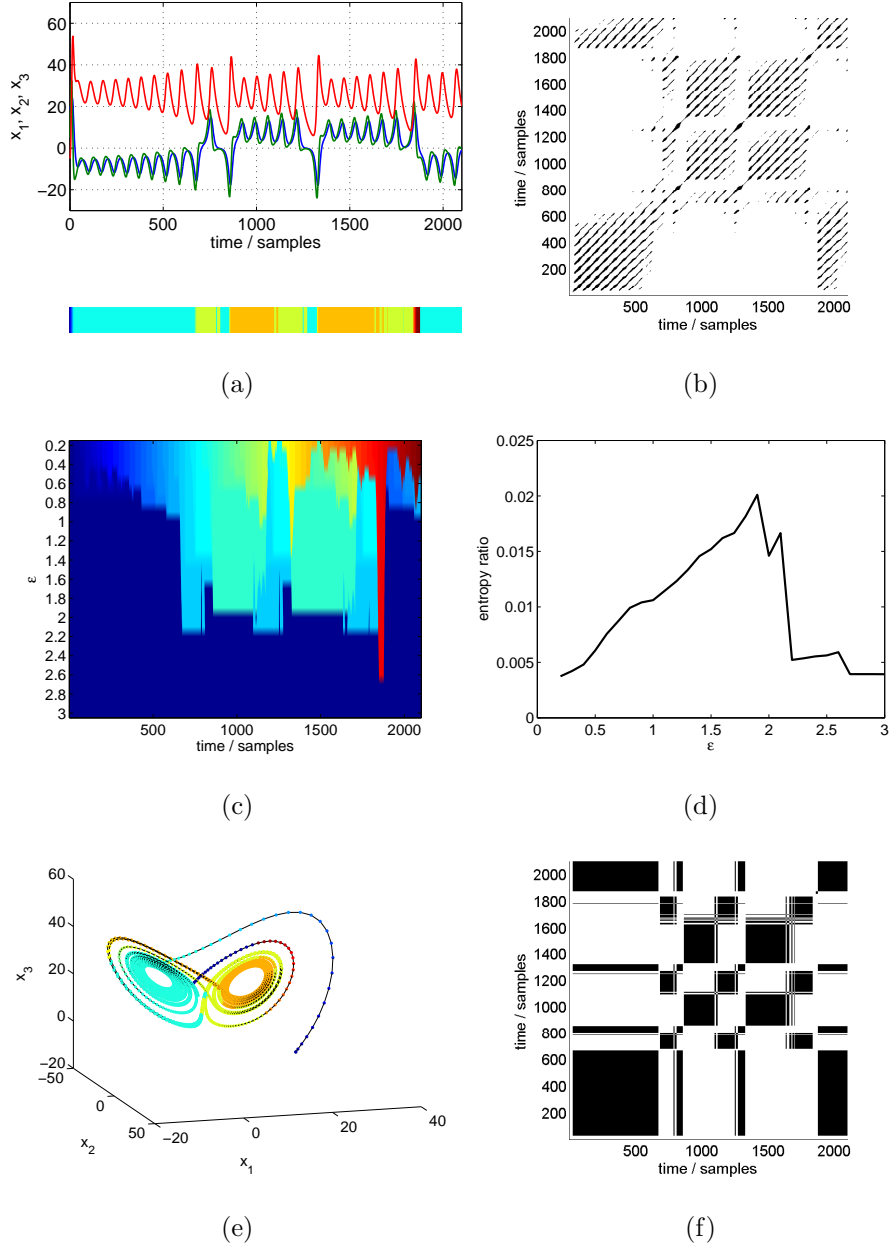 60
40
20
0
−20
x1, x2, x3
0 500 1000 1500 2000
time / samples
(a)
2000
1800
1600
1400
1200
1000
800
600
400
200
time / samples
500 1000 1500 2000
time / samples
(b)
0.2
0.4
0.6
0.8
1
1.2
1.4
1.6
1.8
2
2.2
2.4
2.6
2.8
3
ε
500 1000 1500 2000
time / samples
(c)
0.025
0.02
0.015
0.01
0.005
0
entropy ratio
0 0.5 1 1.5 2 2.5 3
ε
(d)
60
40
20
0
−20
x3
−50
0
50
x2
−20 0 20 40
x1
(e)
2000
1800
1600
1400
1200
1000
800
600
400
200
time / samples
500 1000 1500 2000
time / samples
(f)